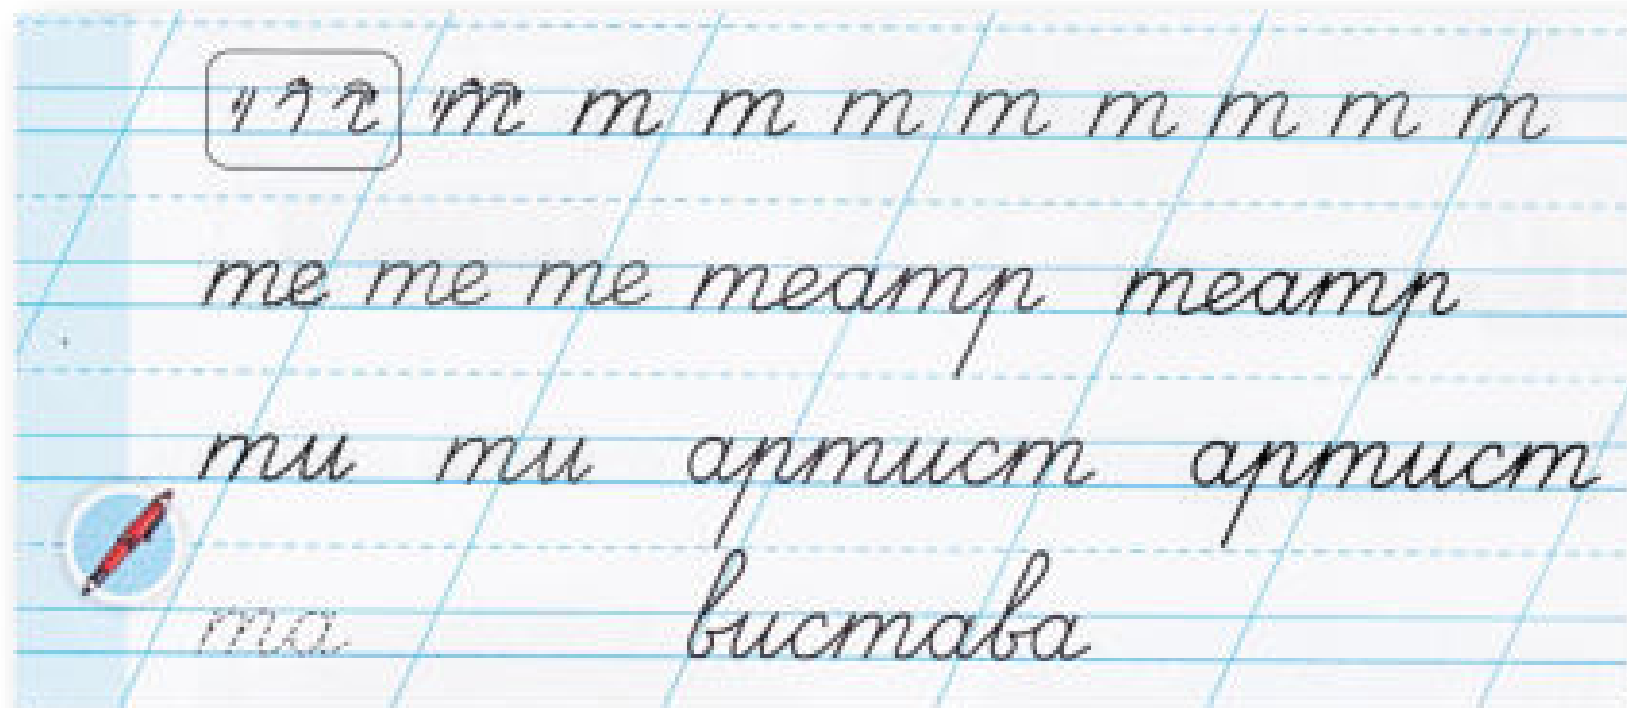 т т т т т т т т т
те те те театр театр
ти ти артист артист
та вистава